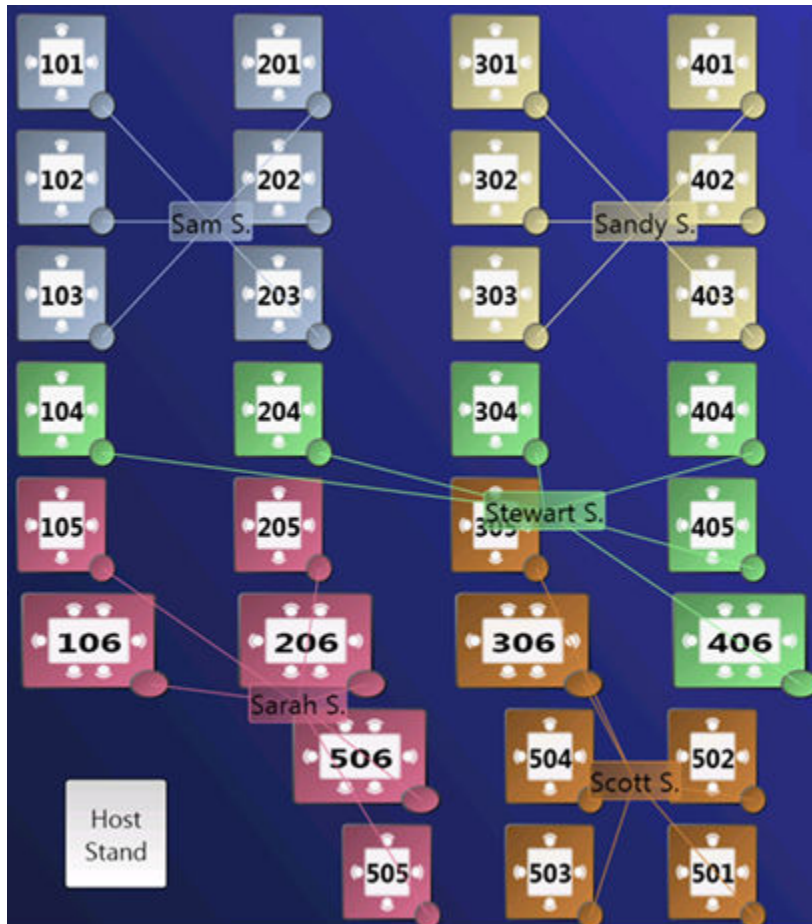 101 201 301 401
102 202 302 402
Sam S. Sandy S.
103 203 303 403
104 204 304 404
Stewart S.
105 205 305 405
106 206 306 406
Sarah S.
506 504 502
Scott S.
Host
Stand
505 503 501